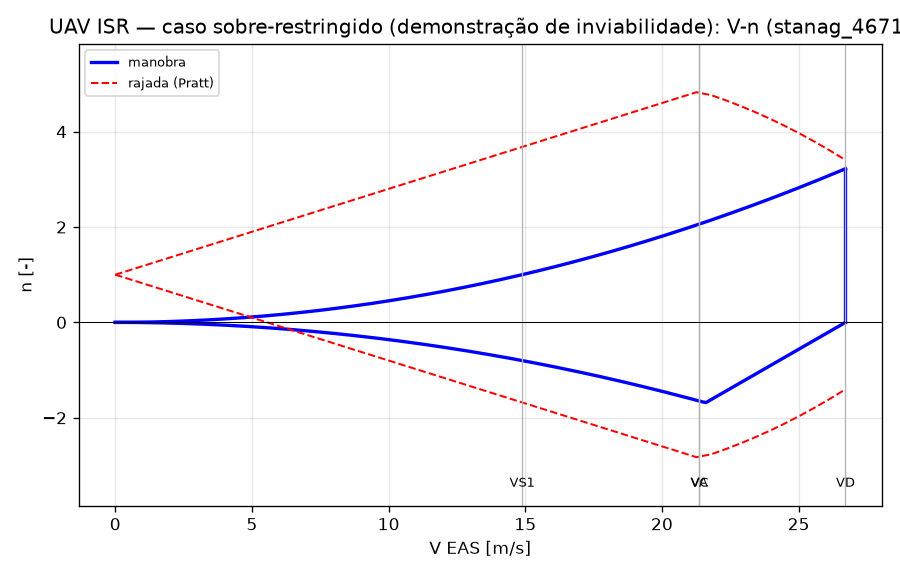 UAV ISR — caso sobre-restringido (demonstração de inviabilidade): V-n (stanag_4671
manobra
rajada (Pratt)
n [-]
4
2
0
−2
VS1
VA
VC
VD
0
5
10
15
20
25
V EAS [m/s]